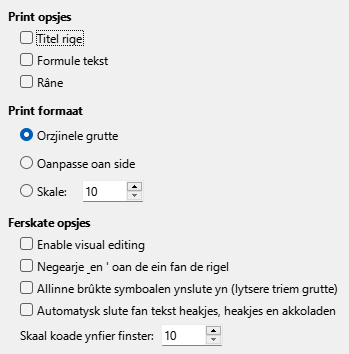 Print opsjes
Titel rige
Formule tekst
Râne
Print formaat
Orzjinele grutte
Oanpasse oan side
Skale: 10
Ferskate opsjes
Enable visual editing
Negearje _en ' oan de ein fan de rigel
Allinne brûkte symboalen ynslute yn (lytsere triem grutte)
Automatysk slute fan tekst heakjes, heakjes en akkoladen
Skaal koade ynfier finster: 10